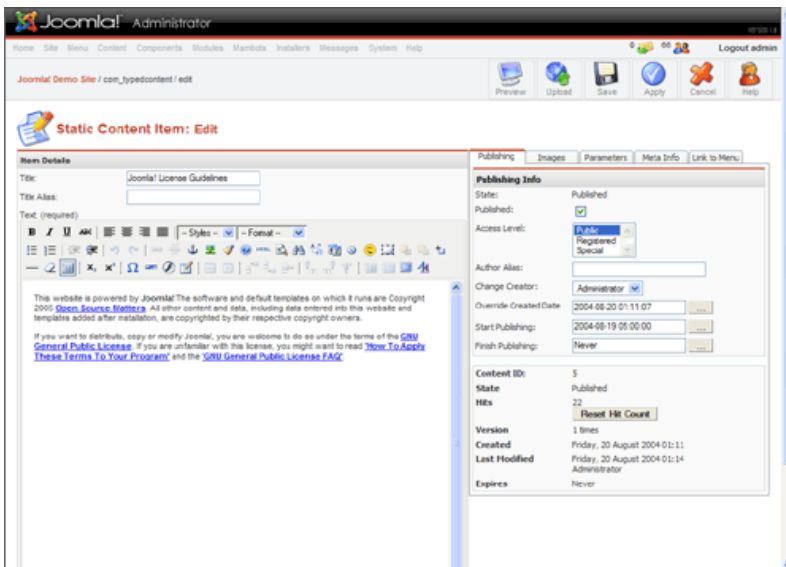 Joomla! Administrator
Home Site Menu Content Components Modules Mambots Installers Messages System Help
0
Logout admin
Joomla! Demo Site / com_typedcontent / edit
Preview Upload Save Apply Cancel Help
Static Content Item: Edit
Item Details
Title: Joomla! License Guidelines
Title Alias:
Text: (required)
B I U ABC
-- Styles -- -- Format --
This website is powered by Joomla! The software and default templates on which it runs are Copyright
2005 Open Source Matters. All other content and data, including data entered into this website and
templates added after installation, are copyrighted by their respective copyright owners.
If you want to distribute, copy or modify Joomla!, you are welcome to do so under the terms of the GNU
General Public License. If you are unfamiliar with this license, you might want to read 'How To Apply
These Terms To Your Program' and the 'GNU General Public License FAQ'.
Publishing Images Parameters Meta Info Link to Menu
Publishing Info
State: Published
Published:
Access Level: Public
Registered
Special
Author Alias:
Change Creator: Administrator
Override Created Date 2004-08-20 01:11:07 ...
Start Publishing: 2004-08-19 05:00:00 ...
Finish Publishing: Never ...
Content ID: 5
State Published
Hits 22
Reset Hit Count
Version 1 times
Created Friday, 20 August 2004 01:11
Last Modified Friday, 20 August 2004 01:14
Administrator
Expires Never